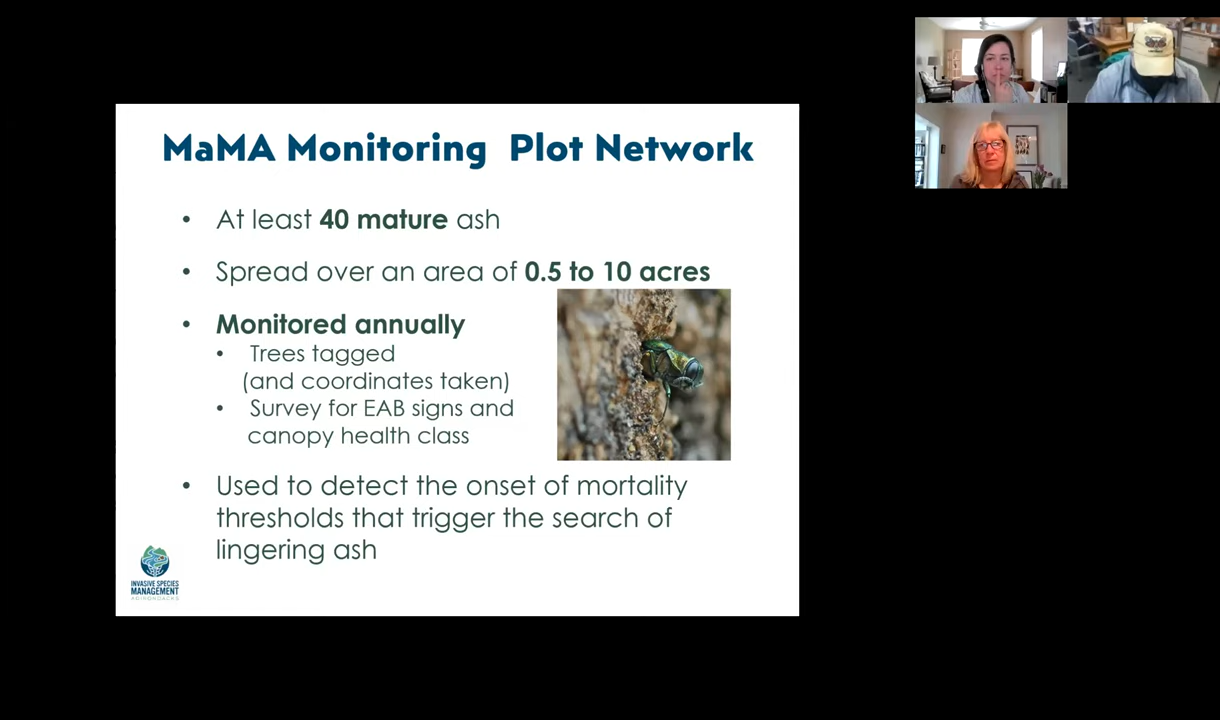 MaMA Monitoring Plot Network
• At least 40 mature ash
• Spread over an area of 0.5 to 10 acres
• Monitored annually
• Trees tagged
(and coordinates taken)
• Survey for EAB signs and
canopy health class
• Used to detect the onset of mortality
thresholds that trigger the search of
lingering ash
INVASIVE SPECIES
MANAGEMENT
ADIRONDACKS